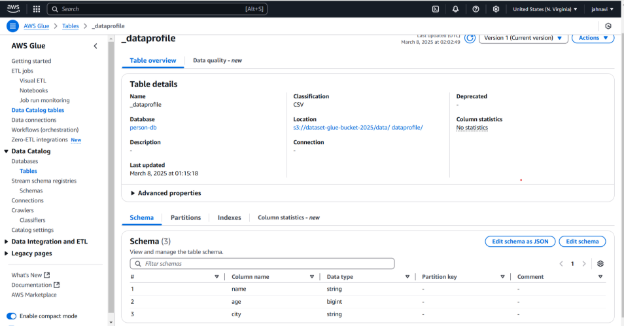 aws
Search
[Alt+S]
United States (N. Virginia)
jahnavi
AWS Glue > Tables > _dataprofile
AWS Glue
Getting started
ETL jobs
Visual ETL
Notebooks
Job run monitoring
Data Catalog tables
Data connections
Workflows (orchestration)
Zero-ETL integrations New
Data Catalog
Databases
Tables
Stream schema registries
Schemas
Connections
Crawlers
Classifiers
Catalog settings
Data Integration and ETL
Legacy pages
What's New
Documentation
AWS Marketplace
Enable compact mode
_dataprofile
Last updated (UTC)
March 8, 2025 at 02:02:49
Version 1 (Current version)
Actions
Table overview
Data quality - new
Table details
Name
_dataprofile
Classification
CSV
Deprecated
-
Database
person-db
Location
s3://dataset-glue-bucket-2025/data/ dataprofile/
Column statistics
No statistics
Description
-
Connection
-
Last updated
March 8, 2025 at 01:15:18
Advanced properties
Schema
Partitions
Indexes
Column statistics - new
Schema (3)
View and manage the table schema.
Edit schema as JSON
Edit schema
Filter schemas
1
# Column name Data type Partition key Comment
1 name string - -
2 age bigint - -
3 city string - -